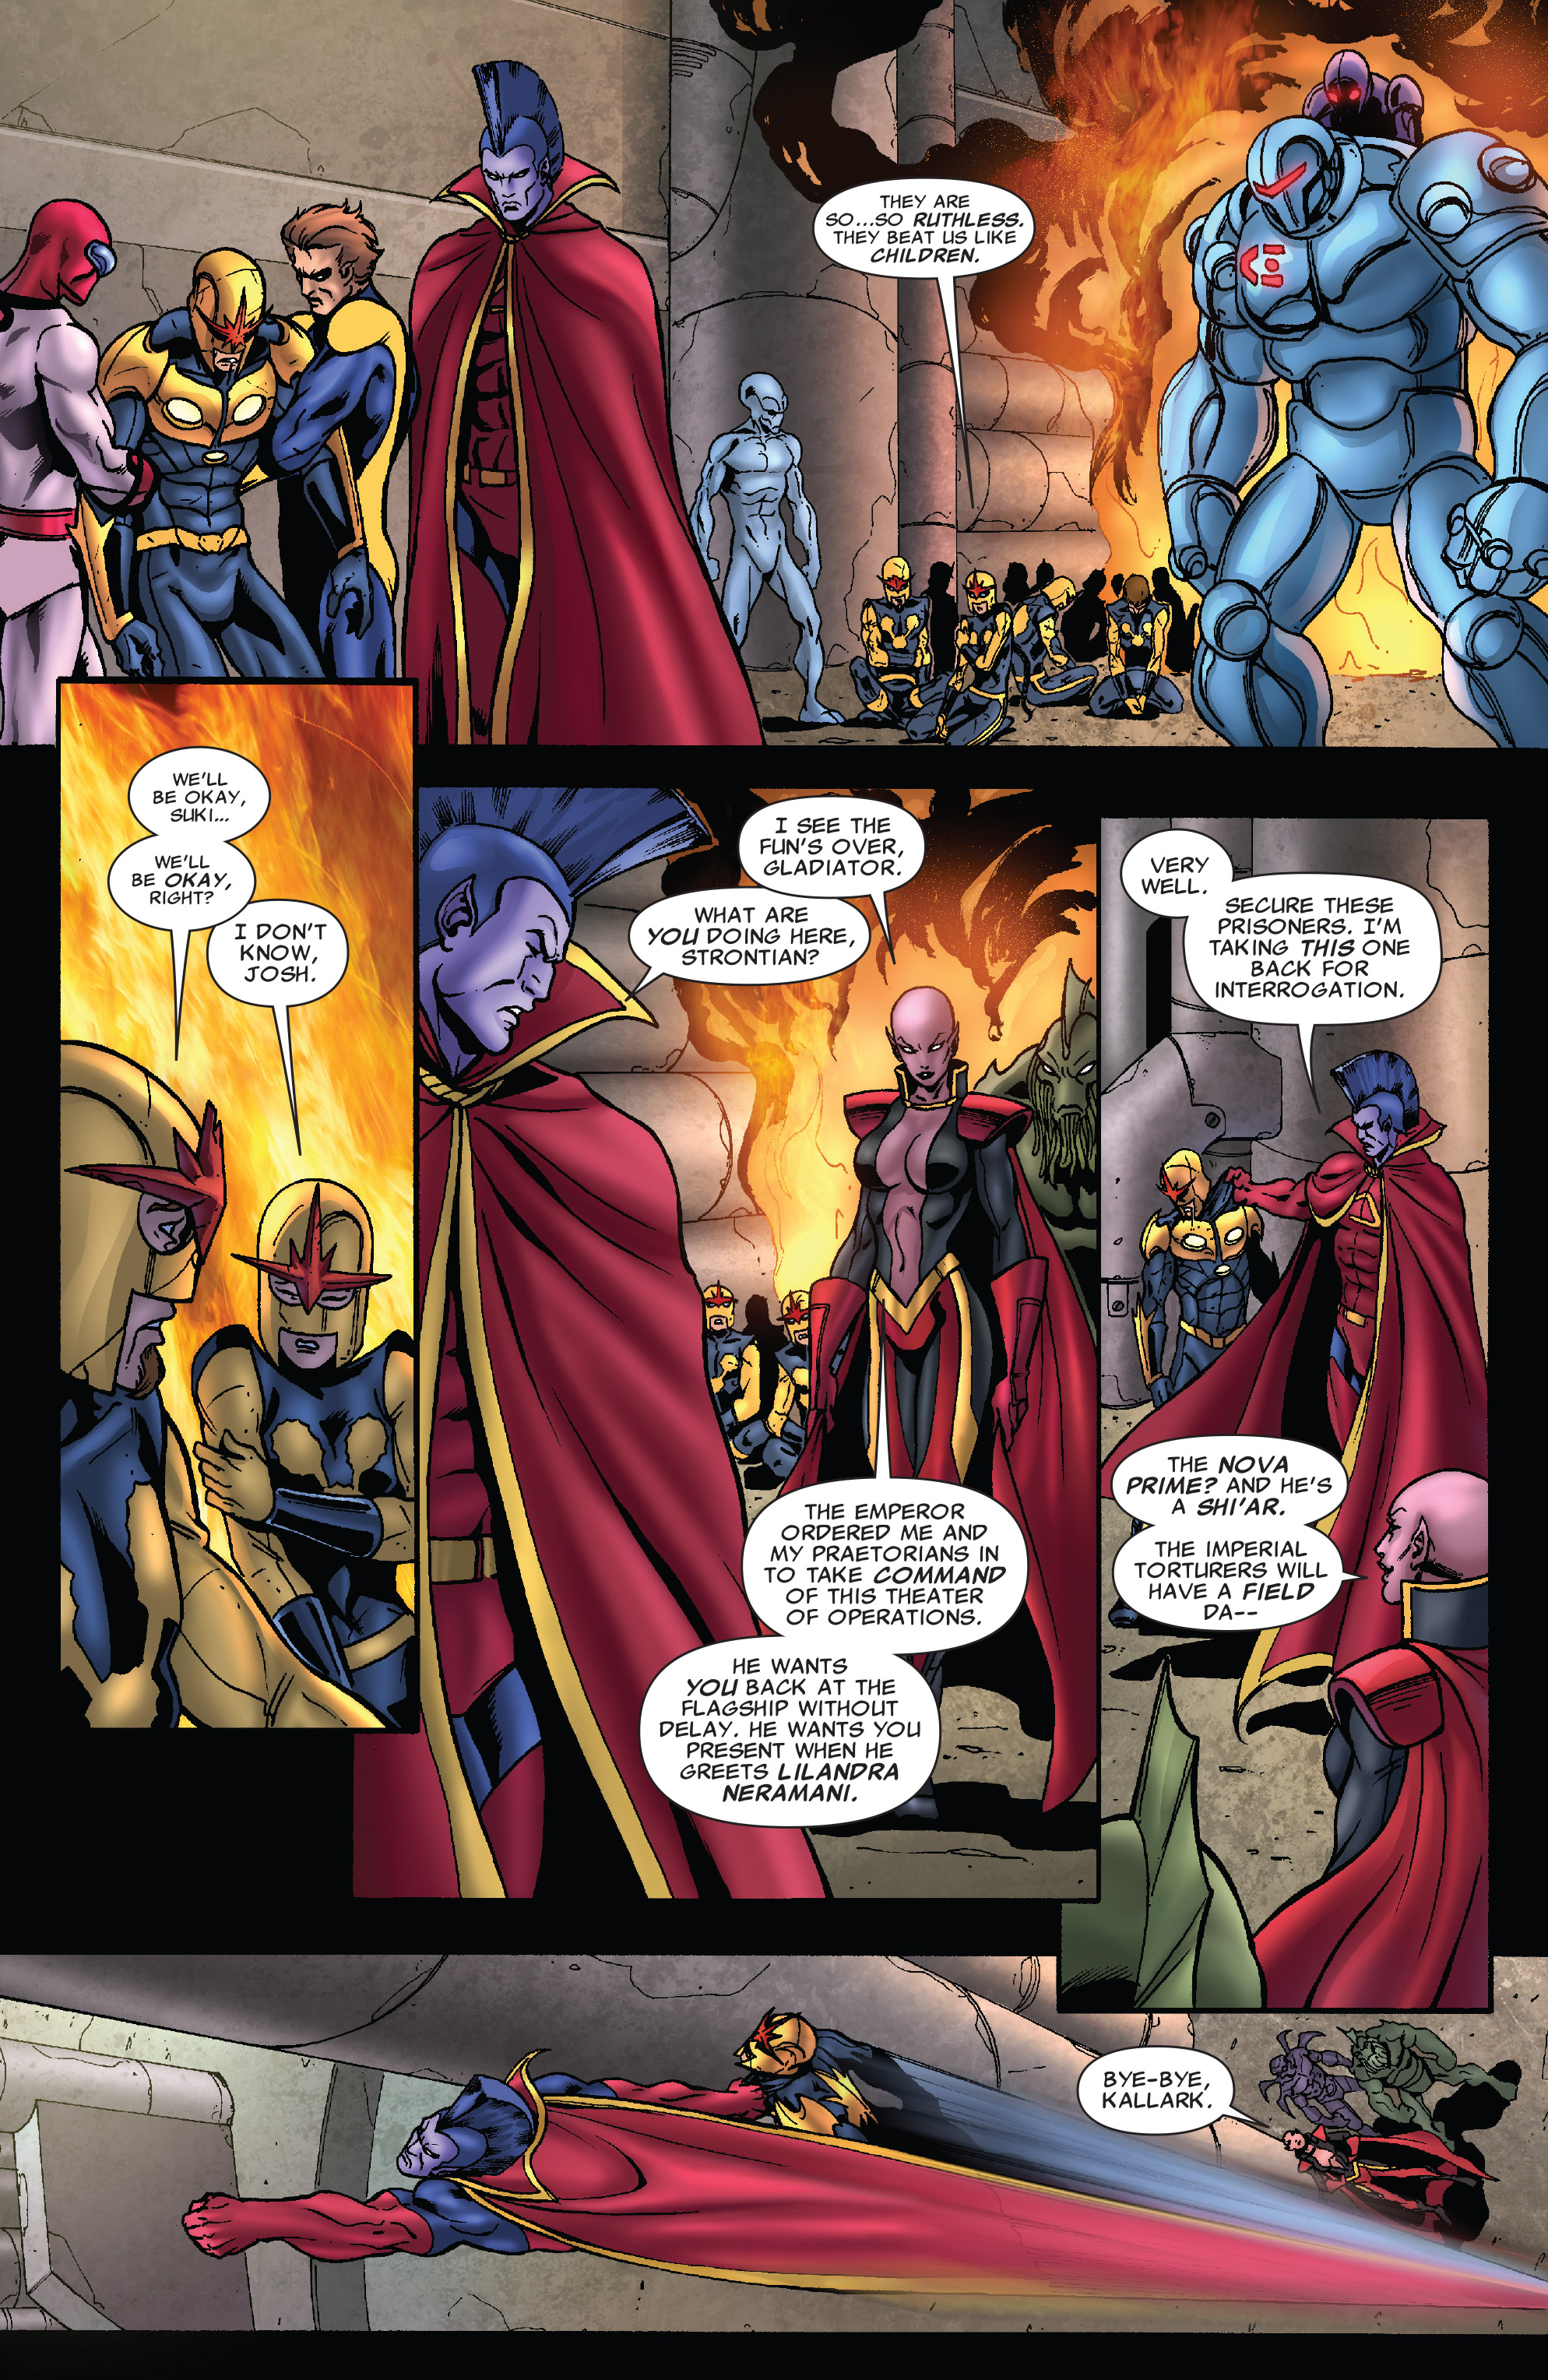 THEY ARE
SO...SO RUTHLESS.
THEY BEAT US LIKE
CHILDREN.
WE'LL
BE OKAY,
SUKI...
WE'LL
BE OKAY,
RIGHT?
I DON'T
KNOW,
JOSH.
I SEE THE
FUN'S OVER,
GLADIATOR.
WHAT ARE
YOU DOING HERE,
STRONTIAN?
THE EMPEROR
ORDERED ME AND
MY PRAETORIANS IN
TO TAKE COMMAND
OF THIS THEATER
OF OPERATIONS.
HE WANTS
YOU BACK AT THE
FLAGSHIP WITHOUT
DELAY. HE WANTS YOU
PRESENT WHEN HE
GREETS LILANDRA
NERAMANI.
VERY
WELL.
SECURE THESE
PRISONERS. I'M
TAKING THIS ONE
BACK FOR
INTERROGATION.
THE NOVA
PRIME? AND HE'S
A SHI'AR.
THE IMPERIAL
TORTURERS WILL
HAVE A FIELD
DA--
BYE-BYE,
KALLARK.